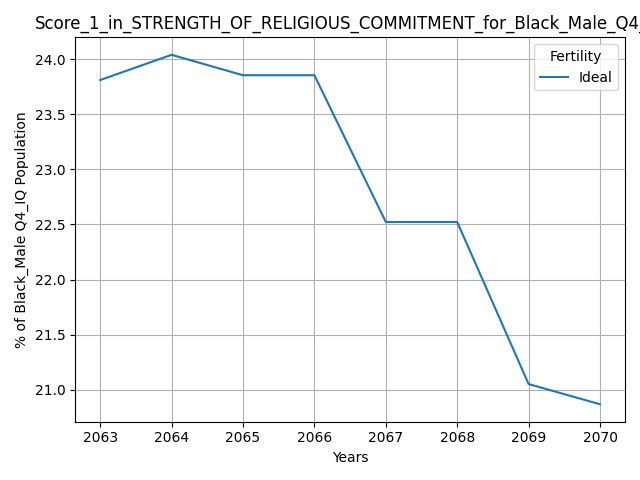 Score_1_in_STRENGTH_OF_RELIGIOUS_COMMITMENT_for_Black_Male_Q4_
Fertility
Ideal
% of Black_Male Q4_IQ Population
24.0
23.5
23.0
22.5
22.0
21.5
21.0
2063 2064 2065 2066 2067 2068 2069 2070
Years